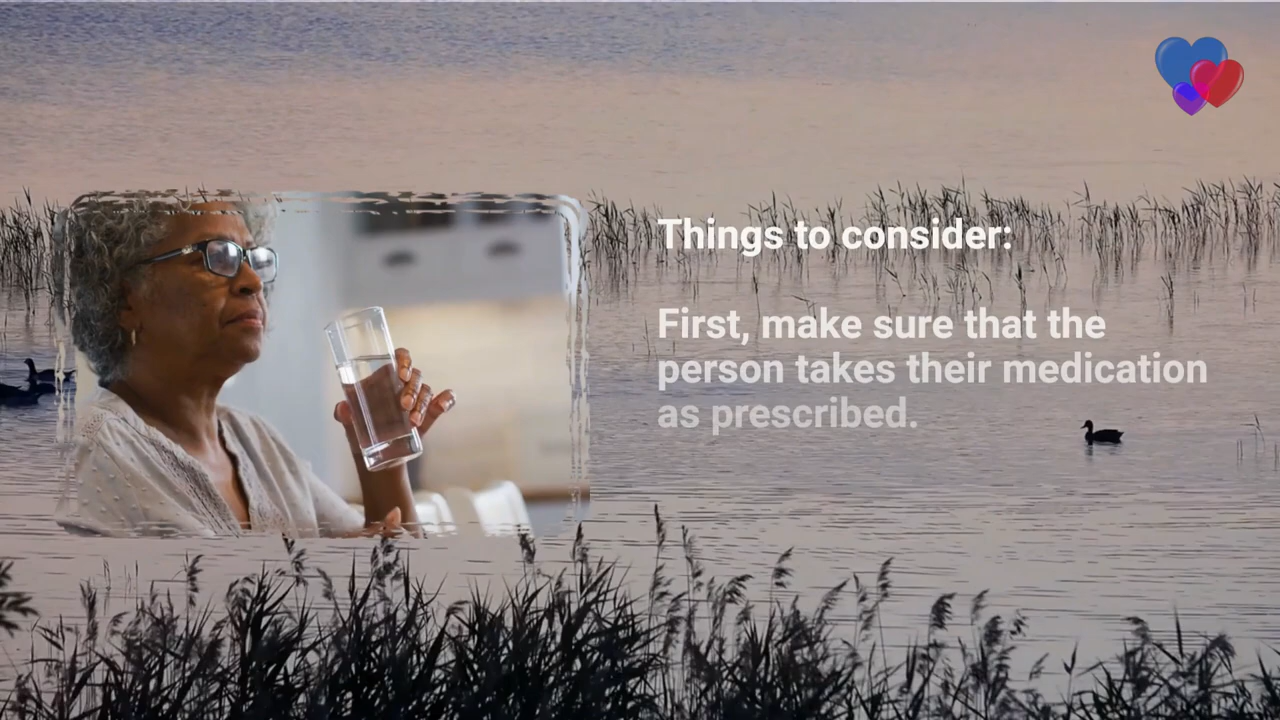 Things to consider:
First, make sure that the
person takes their medication
as prescribed.